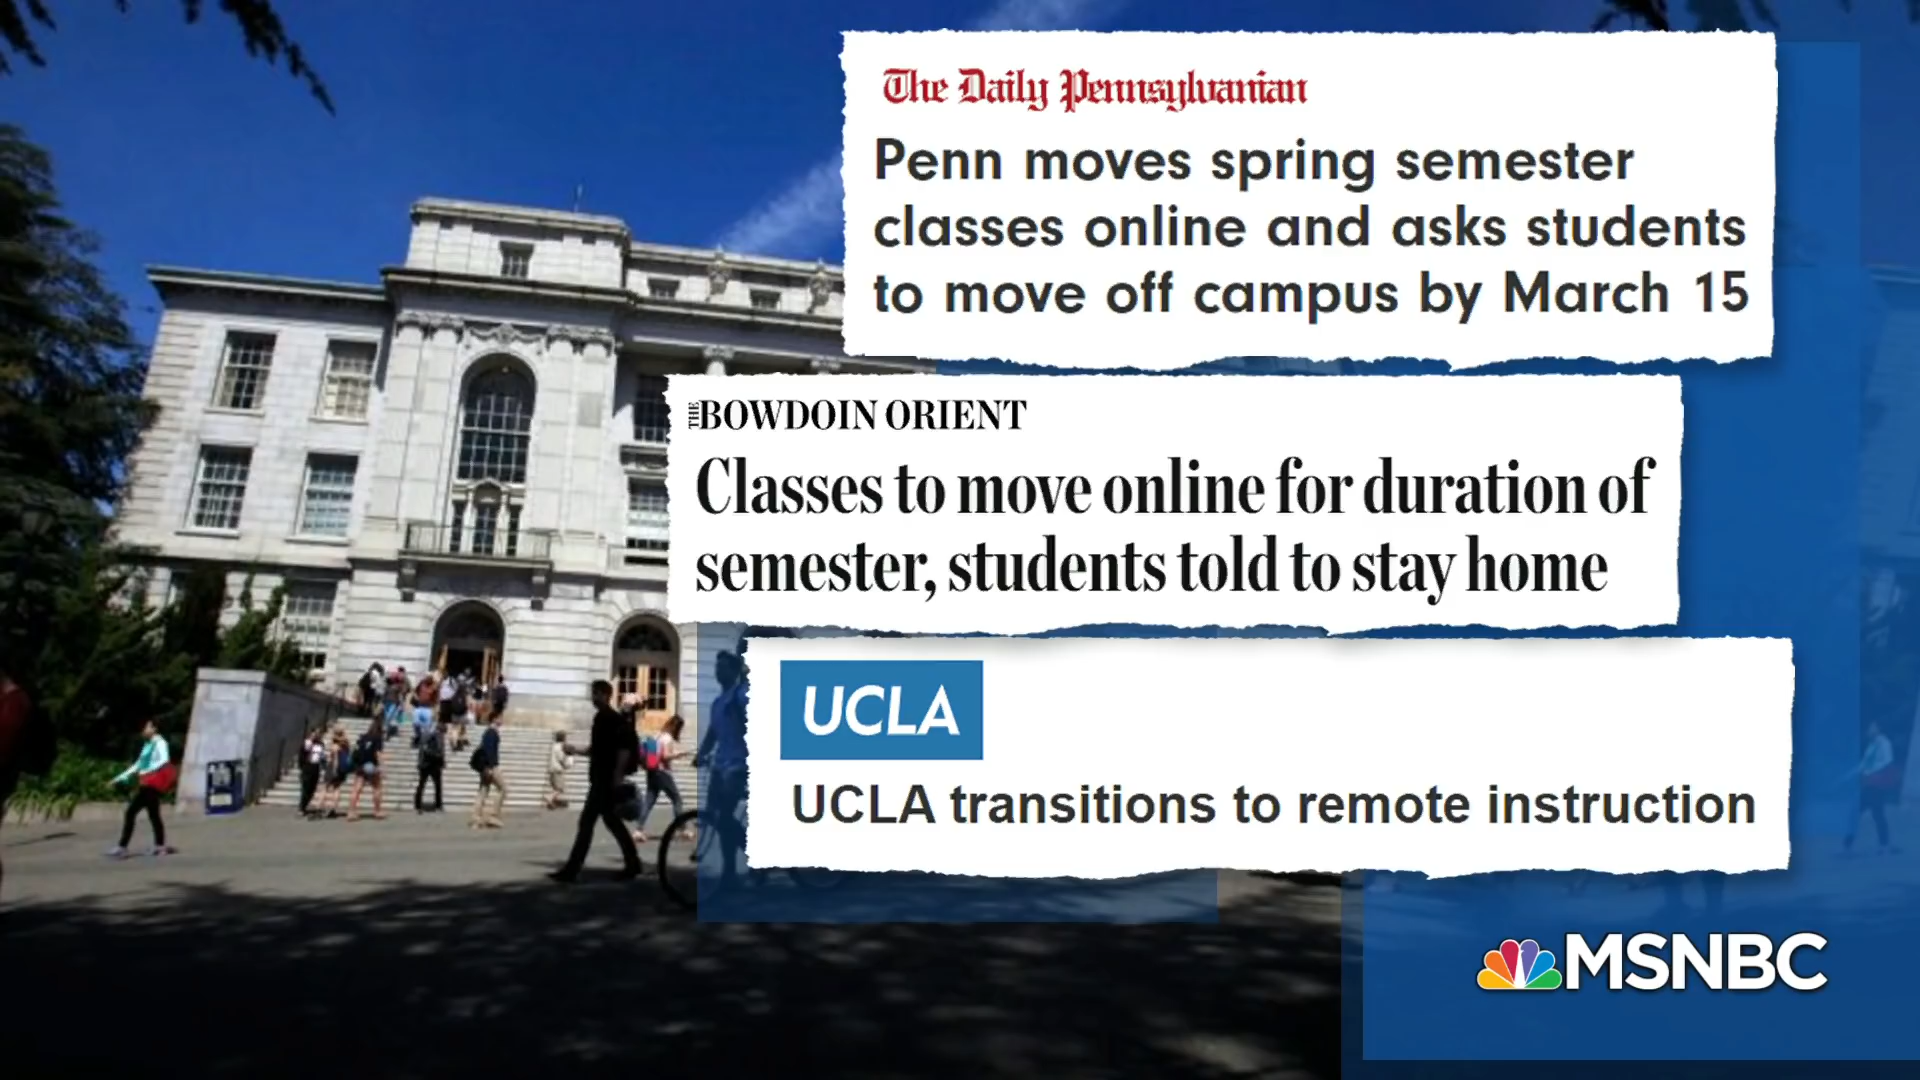 The Daily Pennsylvanian
Penn moves spring semester
classes online and asks students
to move off campus by March 15
THE BOWDOIN ORIENT
Classes to move online for duration of
semester, students told to stay home
UCLA
UCLA transitions to remote instruction
MSNBC